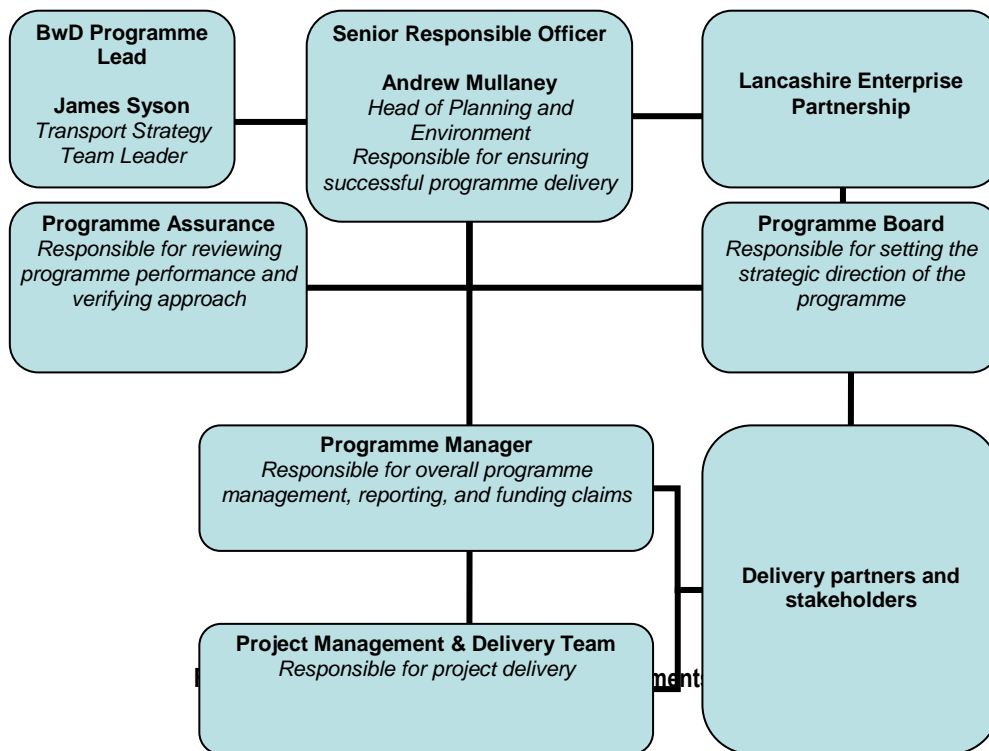 BwD Programme
Lead
James Syson
Transport Strategy
Team Leader
Senior Responsible Officer
Andrew Mullaney
Head of Planning and
Environment
Responsible for ensuring
successful programme delivery
Lancashire Enterprise
Partnership
Programme Assurance
Responsible for reviewing
programme performance and
verifying approach
Programme Board
Responsible for setting the
strategic direction of the
programme
Programme Manager
Responsible for overall programme
management, reporting, and funding claims
Delivery partners and
stakeholders
Project Management & Delivery Team
Responsible for project delivery